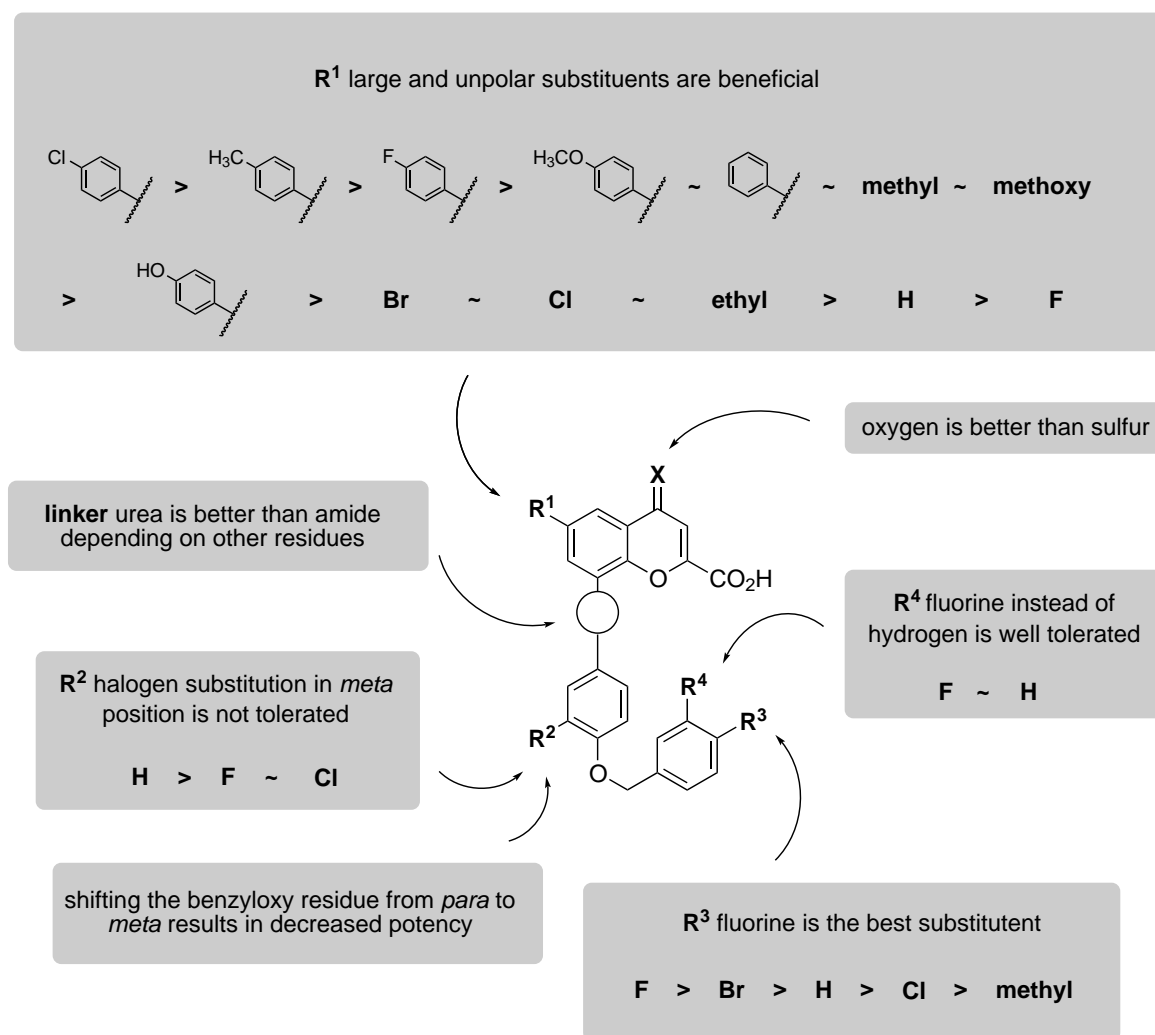 R¹ large and unpolar substituents are beneficial
Cl > H₃C > F > H₃CO ~ ~ methyl ~ methoxy
> HO > Br ~ Cl ~ ethyl > H > F
oxygen is better than sulfur
X
R¹
O
CO₂H
linker urea is better than amide
depending on other residues
R⁴ fluorine instead of
hydrogen is well tolerated
F ~ H
R² halogen substitution in meta
position is not tolerated
H > F ~ Cl
R⁴
R³
R²
O
shifting the benzyloxy residue from para to
meta results in decreased potency
R³ fluorine is the best substitutent
F > Br > H > Cl > methyl